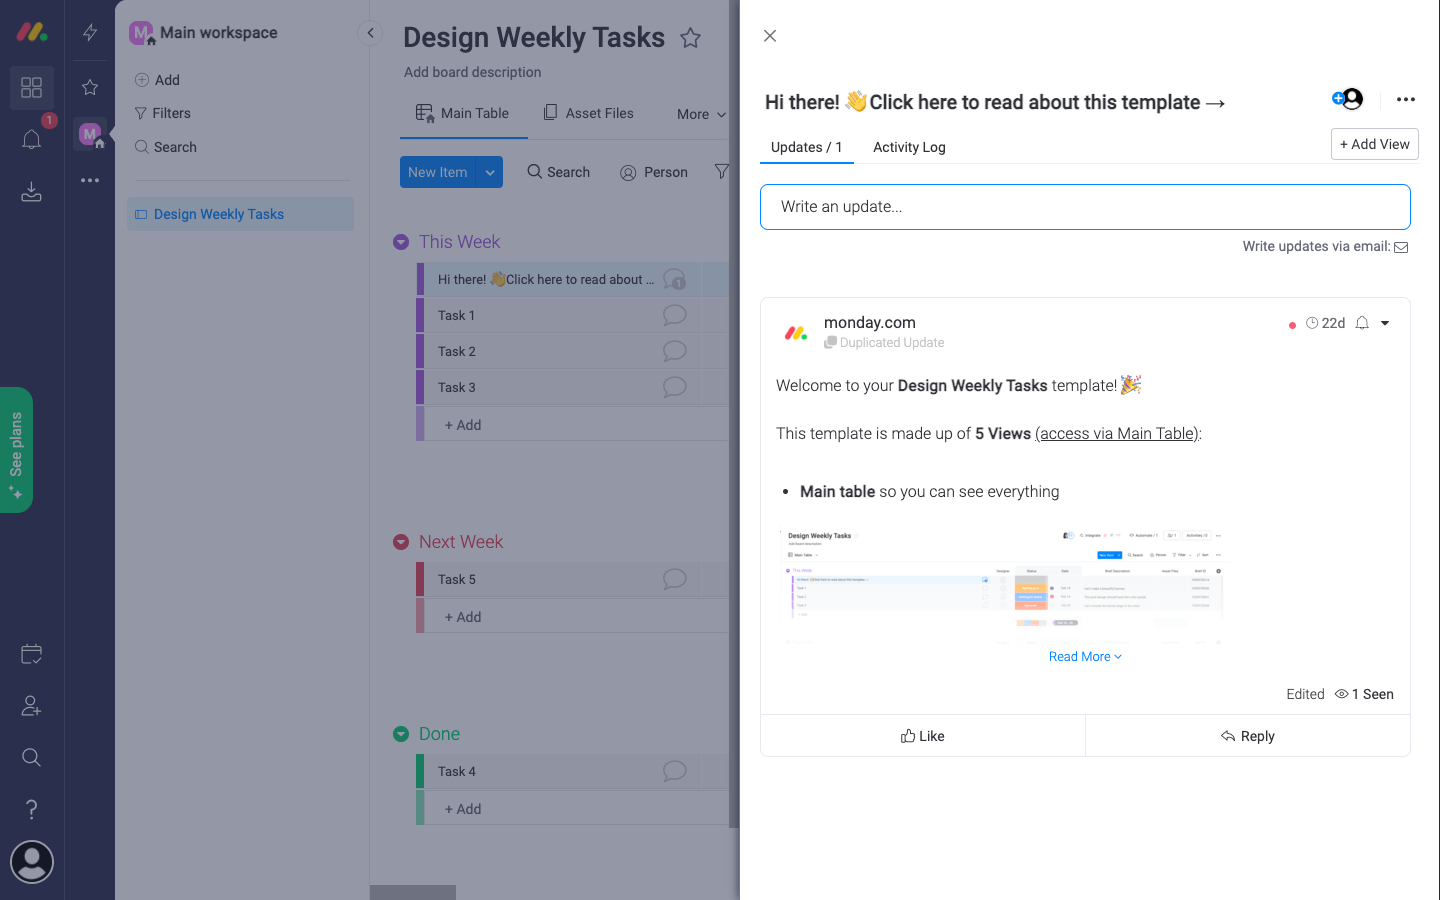 M Main workspace
Add
Filters
Search
Design Weekly Tasks
1
M
See plans
Design Weekly Tasks
Add board description
Main Table
Asset Files
More
New Item
Search
Person
This Week
Hi there! 👋Click here to read about ...
1
Task 1
Task 2
Task 3
+ Add
Next Week
Task 5
+ Add
Done
Task 4
+ Add
Hi there! 👋Click here to read about this template →
Updates / 1
Activity Log
+ Add View
Write an update...
Write updates via email:
monday.com
22d
Duplicated Update
Welcome to your Design Weekly Tasks template! 🎉
This template is made up of 5 Views (access via Main Table):
• Main table so you can see everything
Design Weekly Tasks
Main Table
This Week
Read More
Edited
1 Seen
Like
Reply